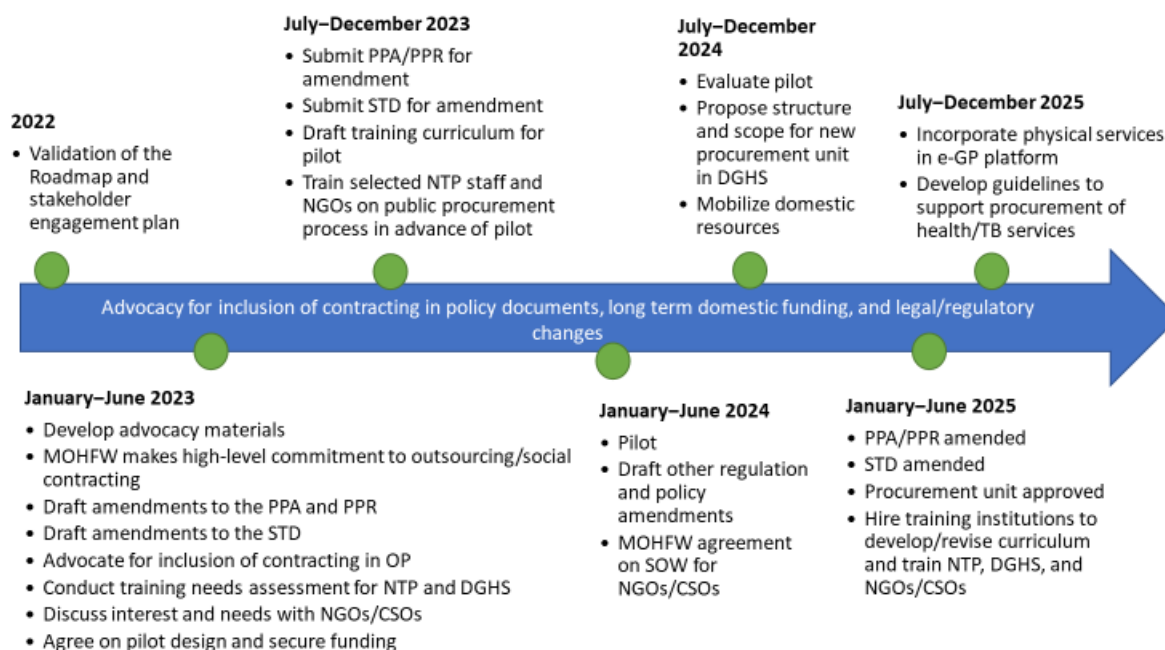 July–December 2023
• Submit PPA/PPR for
amendment
• Submit STD for amendment
• Draft training curriculum for
pilot
• Train selected NTP staff and
NGOs on public procurement
process in advance of pilot
July–December
2024
• Evaluate pilot
• Propose structure
and scope for new
procurement unit
in DGHS
• Mobilize domestic
resources
July–December 2025
• Incorporate physical services
in e-GP platform
• Develop guidelines to
support procurement of
health/TB services
2022
• Validation of the
Roadmap and
stakeholder
engagement plan
Advocacy for inclusion of contracting in policy documents, long term domestic funding, and legal/regulatory
changes
January–June 2023
• Develop advocacy materials
• MOHFW makes high-level commitment to outsourcing/social
contracting
• Draft amendments to the PPA and PPR
• Draft amendments to the STD
• Advocate for inclusion of contracting in OP
• Conduct training needs assessment for NTP and DGHS
• Discuss interest and needs with NGOs/CSOs
• Agree on pilot design and secure funding
January–June 2024
• Pilot
• Draft other regulation
and policy
amendments
• MOHFW agreement
on SOW for
NGOs/CSOs
January–June 2025
• PPA/PPR amended
• STD amended
• Procurement unit approved
• Hire training institutions to
develop/revise curriculum
and train NTP, DGHS, and
NGOs/CSOs